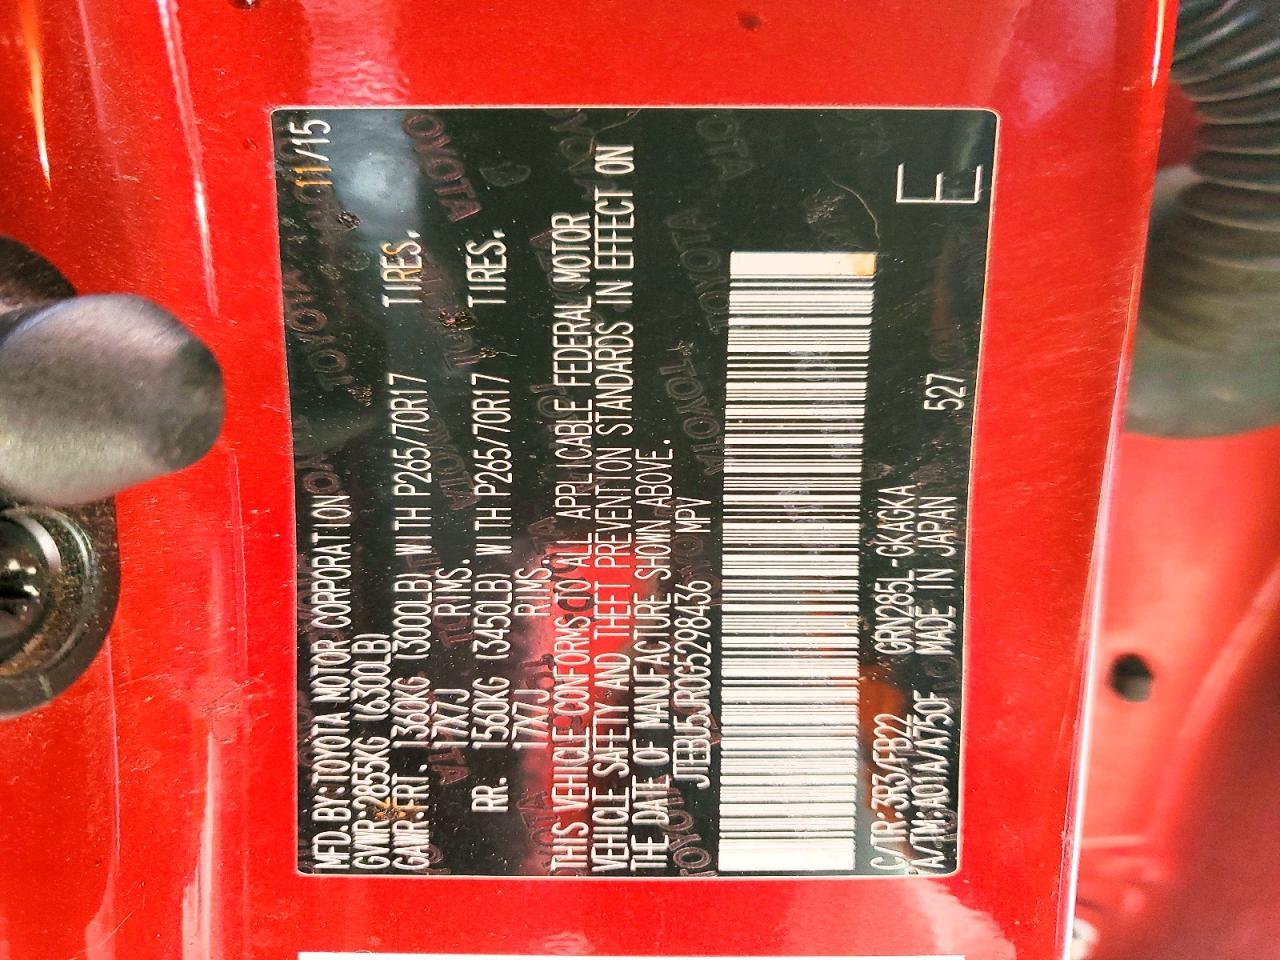 MFD. BY: TOYOTA MOTOR CORPORATION 11/15
GVWR: 2855KG (6300LB)
GAWR: FRT. 1360KG (3000LB) WITH P265/70R17 TIRES.
17X7J RIMS.
RR. 1560KG (3450LB) WITH P265/70R17 TIRES.
17X7J RIMS.
THIS VEHICLE CONFORMS TO ALL APPLICABLE FEDERAL MOTOR
VEHICLE SAFETY AND THEFT PREVENTION STANDARDS IN EFFECT ON
THE DATE OF MANUFACTURE SHOWN ABOVE.
JTEBU5JR0G5298436 MPV
C/TR: 3R3/FB22 GRN285L-GKAGKA
A/TM: A01A/A750F MADE IN JAPAN 527 E